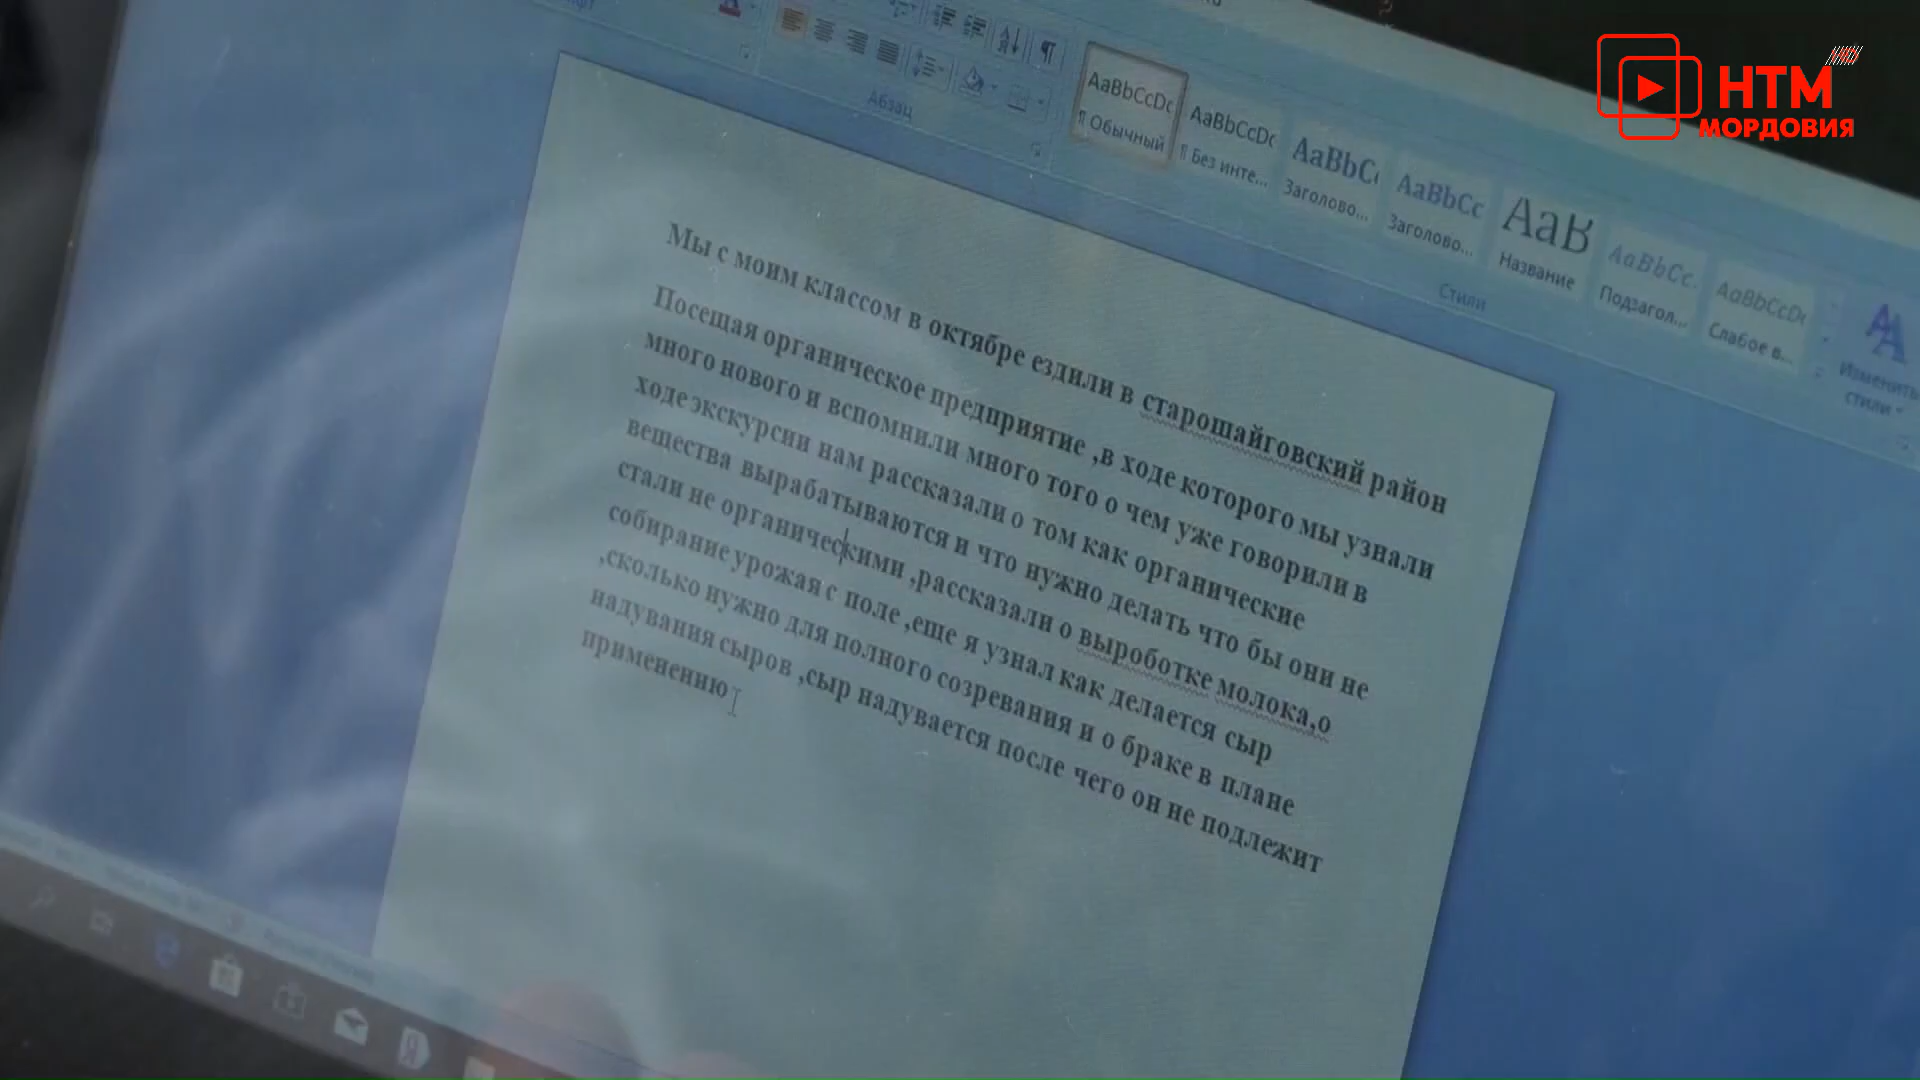 НТМ
МОРДОВИЯ
Абзац
Стили
AaBbCcDc
¶ Обычный
AaBbCcDc
¶ Без инте...
AaBbC
Заголово...
AaBbCc
Заголово...
Название
AaBbCc.
Подзагол...
AaBbCcDc
Слабое в...
Изменить
стили
Мы с моим классом в октябре ездили в старошайговский район
Посещая органическое предприятие ,в ходе которого мы узнали
много нового и вспомнили много того о чем уже говорили в
ходе экскурсии нам рассказали о том как органические
вещества вырабатываются и что нужно делать что бы они не
стали не органическими ,рассказали о выроботке молока,о
собирание урожая с поле ,еще я узнал как делается сыр
,сколько нужно для полного созревания и о браке в плане
надувания сыров ,сыр надувается после чего он не подлежит
применению